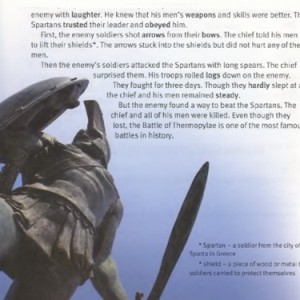 enemy with laughter. He knew that his men's weapons and skills were better. Th
Spartans trusted their leader and obeyed him.
First, the enemy soldiers shot arrows from their bows. The chief told his men
to lift their shields*. The arrows stuck into the shields but did not hurt any of the
men.
Then the enemy's soldiers attacked the Spartans with long spears. The chief
surprised them. His troops rolled logs down on the enemy.
They fought for three days. Though they hardly slept at a
the chief and his men remained steady.
But the enemy found a way to beat the Spartans. The
chief and all of his men were killed. Even though they
lost, the Battle of Thermopylae is one of the most famou
battles in history.
* Spartan – a soldier from the city of
Sparta in Greece
* shield – a piece of wood or metal
soldiers carried to protect themselves